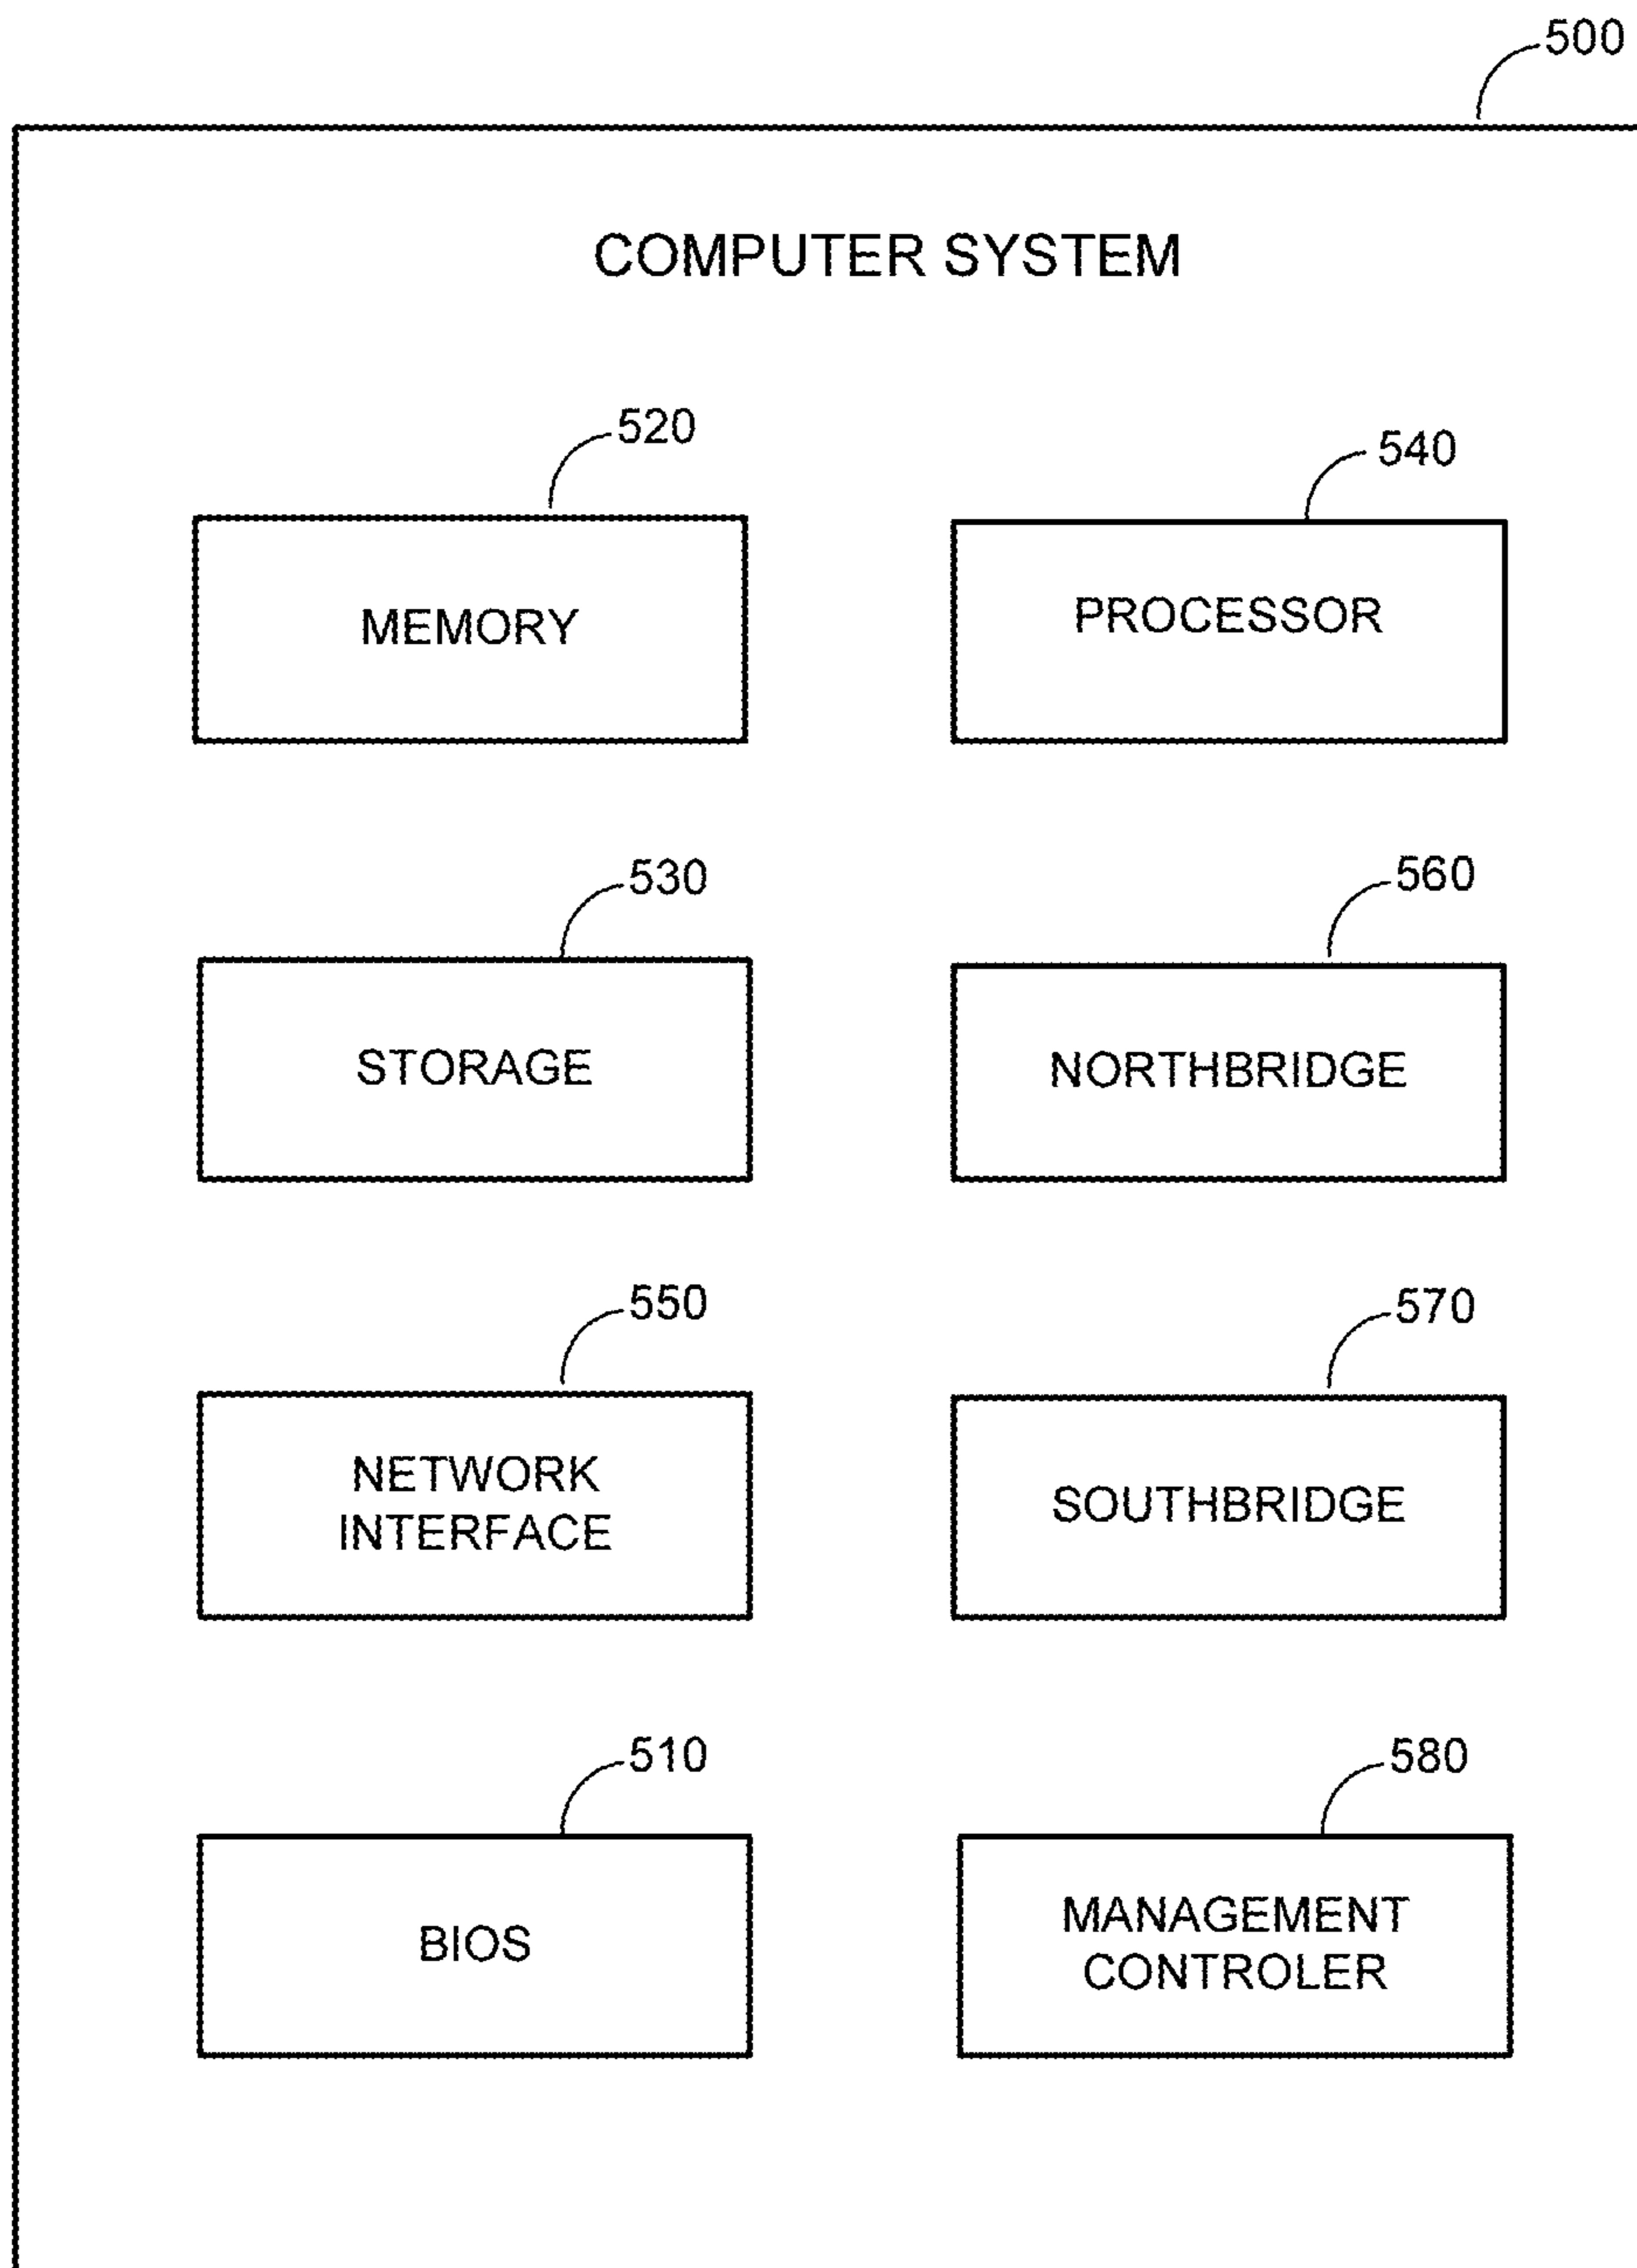 500
COMPUTER SYSTEM
520
540
MEMORY
PROCESSOR
530
560
STORAGE
NORTHBRIDGE
550
570
NETWORK
INTERFACE
SOUTHBRIDGE
510
580
BIOS
MANAGEMENT
CONTROLER